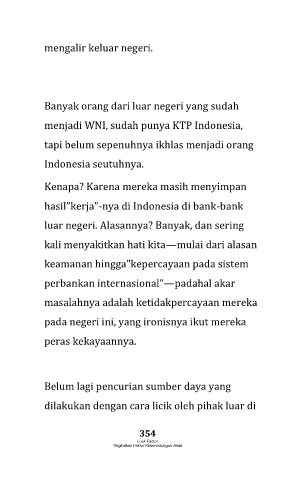 mengalir keluar negeri.
Banyak orang dari luar negeri yang sudah
menjadi WNI, sudah punya KTP Indonesia,
tapi belum sepenuhnya ikhlas menjadi orang
Indonesia seutuhnya.
Kenapa? Karena mereka masih menyimpan
hasil”kerja”-nya di Indonesia di bank-bank
luar negeri. Alasannya? Banyak, dan sering
kali menyakitkan hati kita—mulai dari alasan
keamanan hingga”kepercayaan pada sistem
perbankan internasional”—padahal akar
masalahnya adalah ketidakpercayaan mereka
pada negeri ini, yang ironisnya ikut mereka
peras kekayaannya.
Belum lagi pencurian sumber daya yang
dilakukan dengan cara licik oleh pihak luar di
354
Luck Factor
Tingkatkan Faktor Keberuntungan Anda